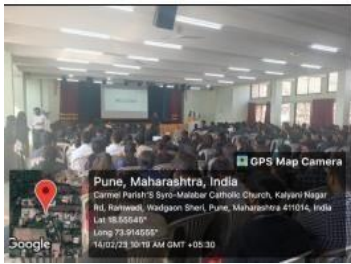 GPS Map Camera
Pune, Maharashtra, India
Carmel Parish'S Syro-Malabar Catholic Church, Kalyani Nagar
Rd, Ramwadi, Wadgaon Sheri, Pune, Maharashtra 411014, India
Lat 18.55545°
Long 73.914555°
14/02/23 10:19 AM GMT +05:30
Google